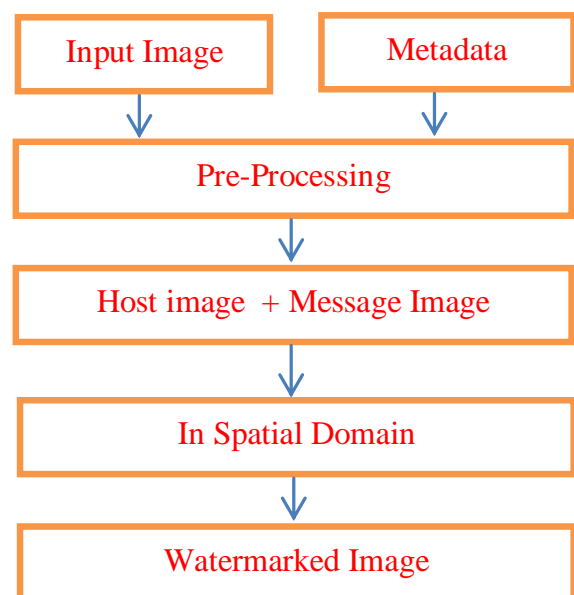 Input Image
Metadata
Pre-Processing
Host image + Message Image
In Spatial Domain
Watermarked Image